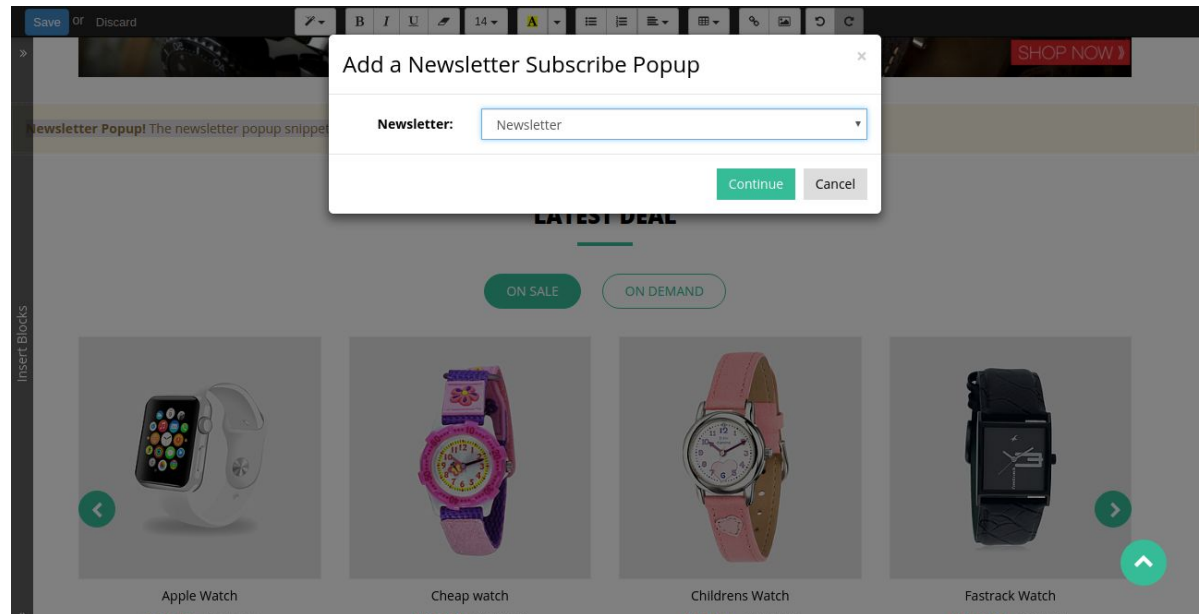 Save or Discard
B I U 14 A
SHOP NOW
Add a Newsletter Subscribe Popup
×
Newsletter Popup! The newsletter popup snippet
Newsletter: Newsletter
Continue Cancel
LATEST DEAL
ON SALE ON DEMAND
Insert Blocks
Apple Watch Cheap watch Childrens Watch Fastrack Watch